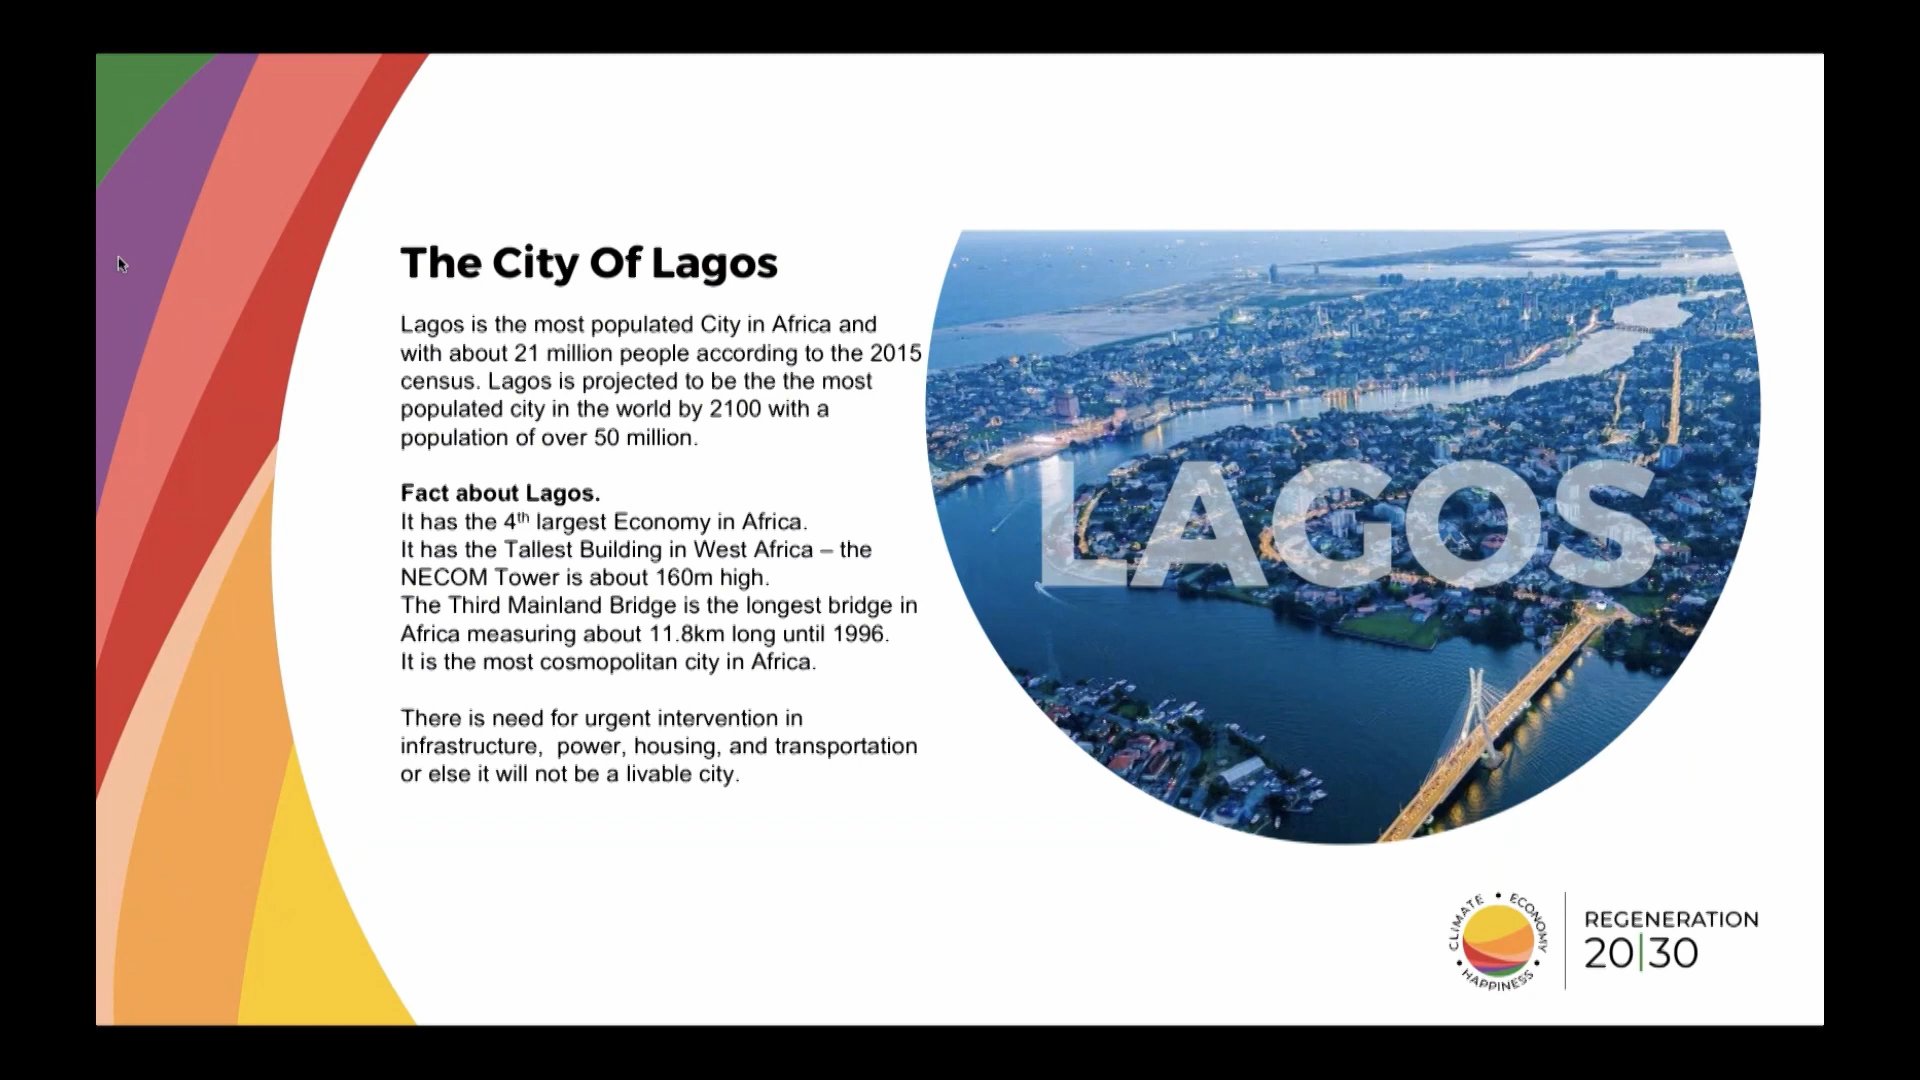 The City Of Lagos
Lagos is the most populated City in Africa and
with about 21 million people according to the 2015
census. Lagos is projected to be the the most
populated city in the world by 2100 with a
population of over 50 million.
Fact about Lagos.
It has the 4th largest Economy in Africa.
It has the Tallest Building in West Africa – the
NECOM Tower is about 160m high.
The Third Mainland Bridge is the longest bridge in
Africa measuring about 11.8km long until 1996.
It is the most cosmopolitan city in Africa.
There is need for urgent intervention in
infrastructure,  power, housing, and transportation
or else it will not be a livable city.
LAGOS
CLIMATE • ECONOMY • HAPPINESS •
REGENERATION
20|30